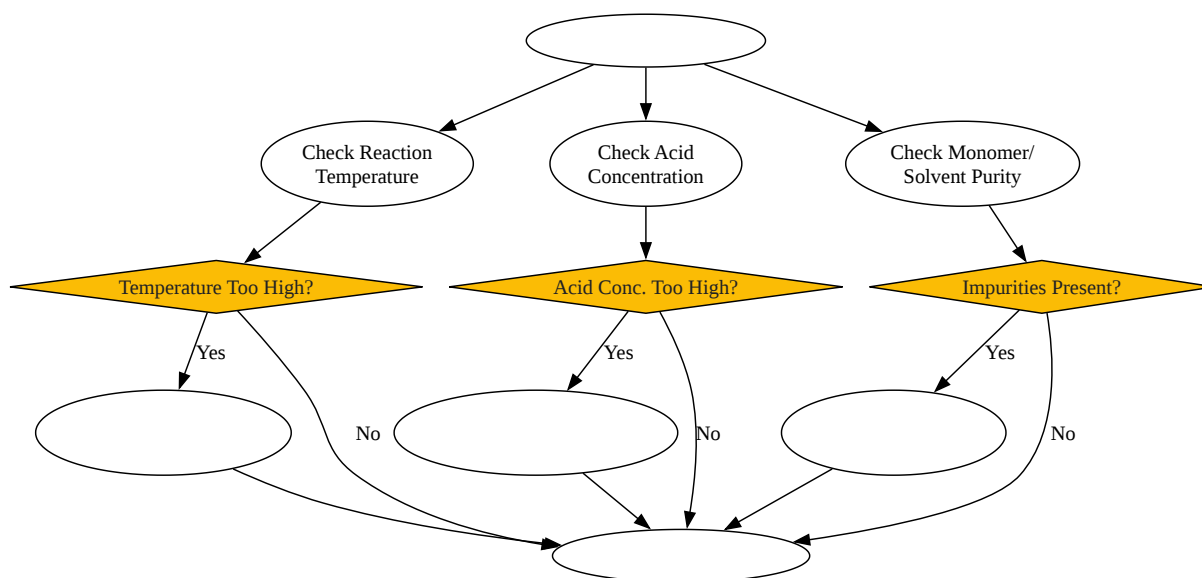 Check Reaction
Temperature
Check Acid
Concentration
Check Monomer/
Solvent Purity
Temperature Too High?
Acid Conc. Too High?
Impurities Present?
Yes
Yes
Yes
No
No
No